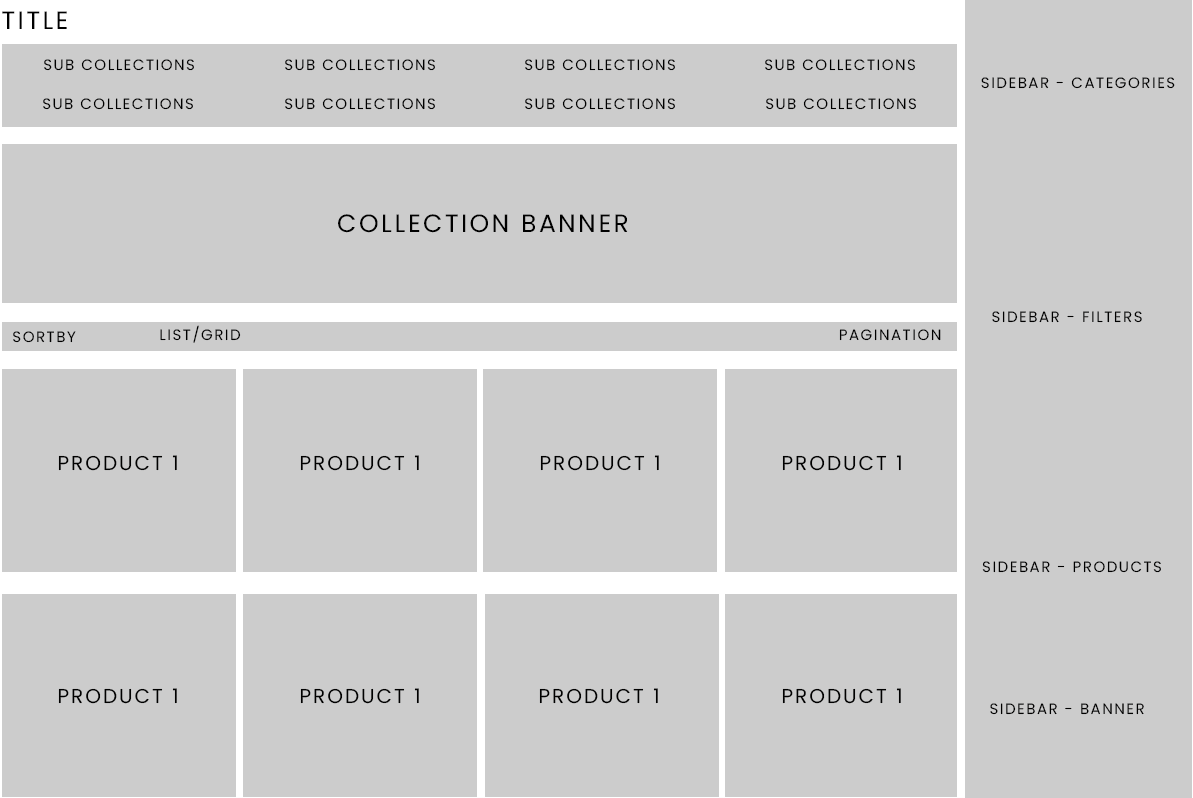 TITLE
SUB COLLECTIONS SUB COLLECTIONS SUB COLLECTIONS SUB COLLECTIONS
SUB COLLECTIONS SUB COLLECTIONS SUB COLLECTIONS SUB COLLECTIONS
COLLECTION BANNER
SORTBY LIST/GRID PAGINATION
PRODUCT 1 PRODUCT 1 PRODUCT 1 PRODUCT 1
PRODUCT 1 PRODUCT 1 PRODUCT 1 PRODUCT 1
SIDEBAR - CATEGORIES
SIDEBAR - FILTERS
SIDEBAR - PRODUCTS
SIDEBAR - BANNER